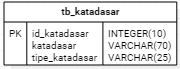 tb_katadasar
PK id_katadasar INTEGER(10)
katadasar VARCHAR(70)
tipe_katadasar VARCHAR(25)